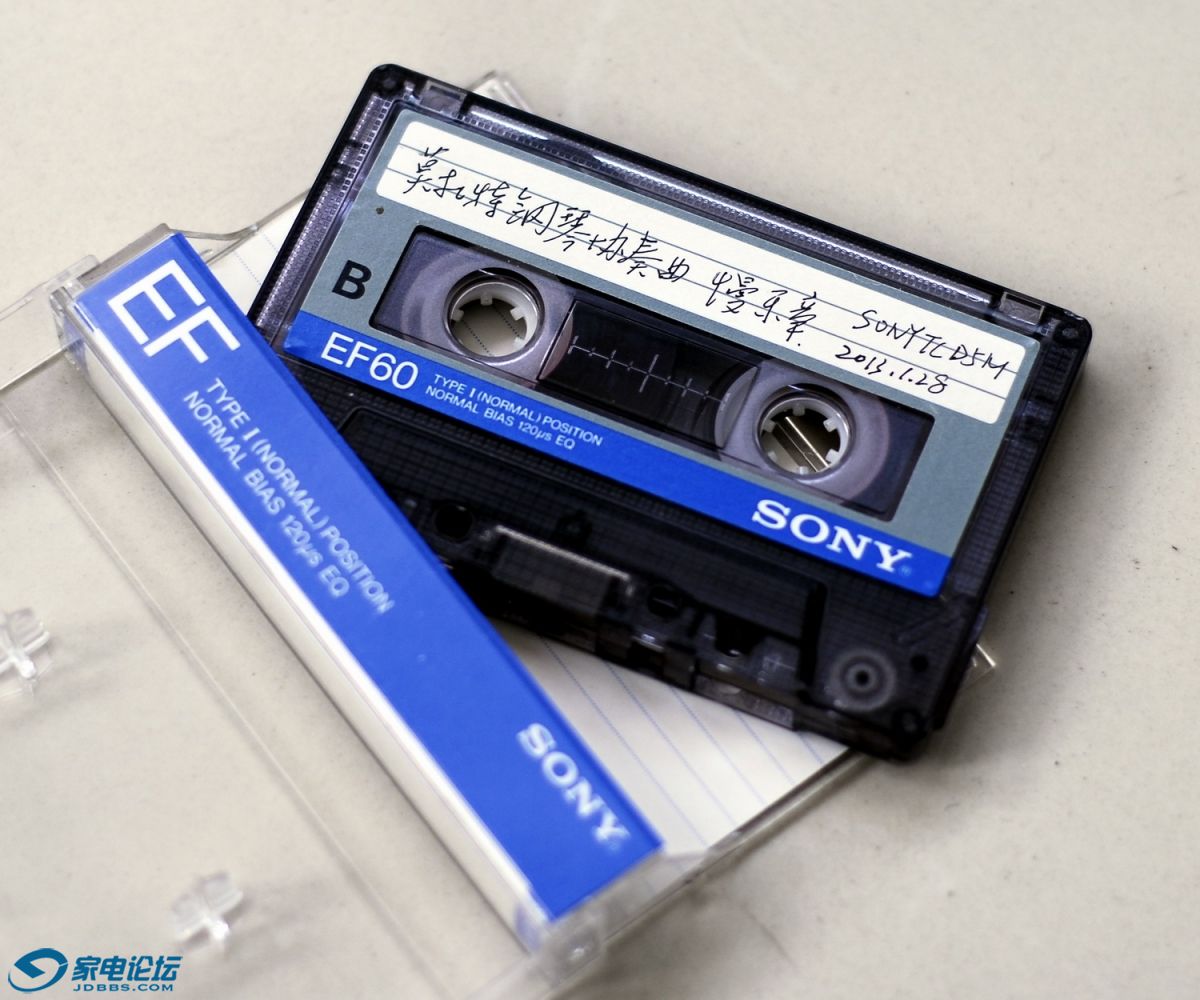 莫扎特钢琴协奏曲 慢乐章
SONY TCD5M
2013.1.28
B
EF60
TYPE I (NORMAL) POSITION
NORMAL BIAS 120μs EQ
SONY
EF
TYPE I (NORMAL) POSITION
NORMAL BIAS 120μs EQ
SONY
家电论坛
JDBBS.COM